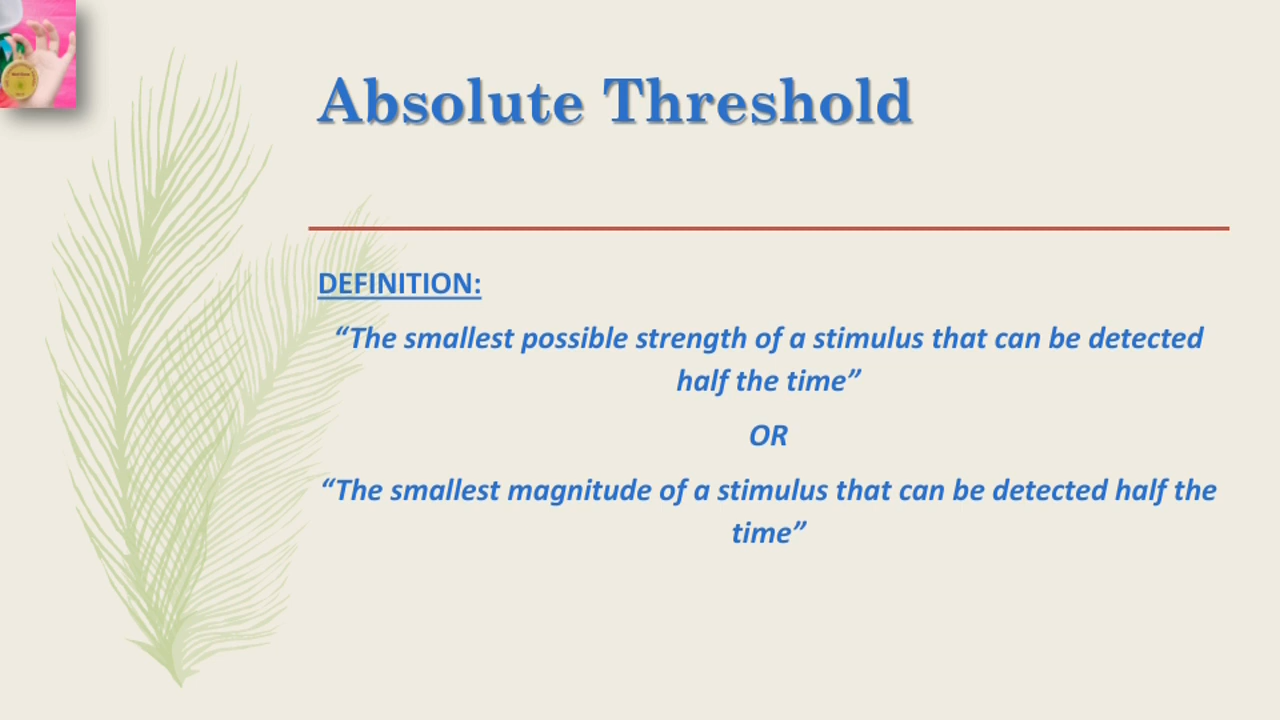 Absolute Threshold
DEFINITION:
“The smallest possible strength of a stimulus that can be detected
half the time”
OR
“The smallest magnitude of a stimulus that can be detected half the
time”